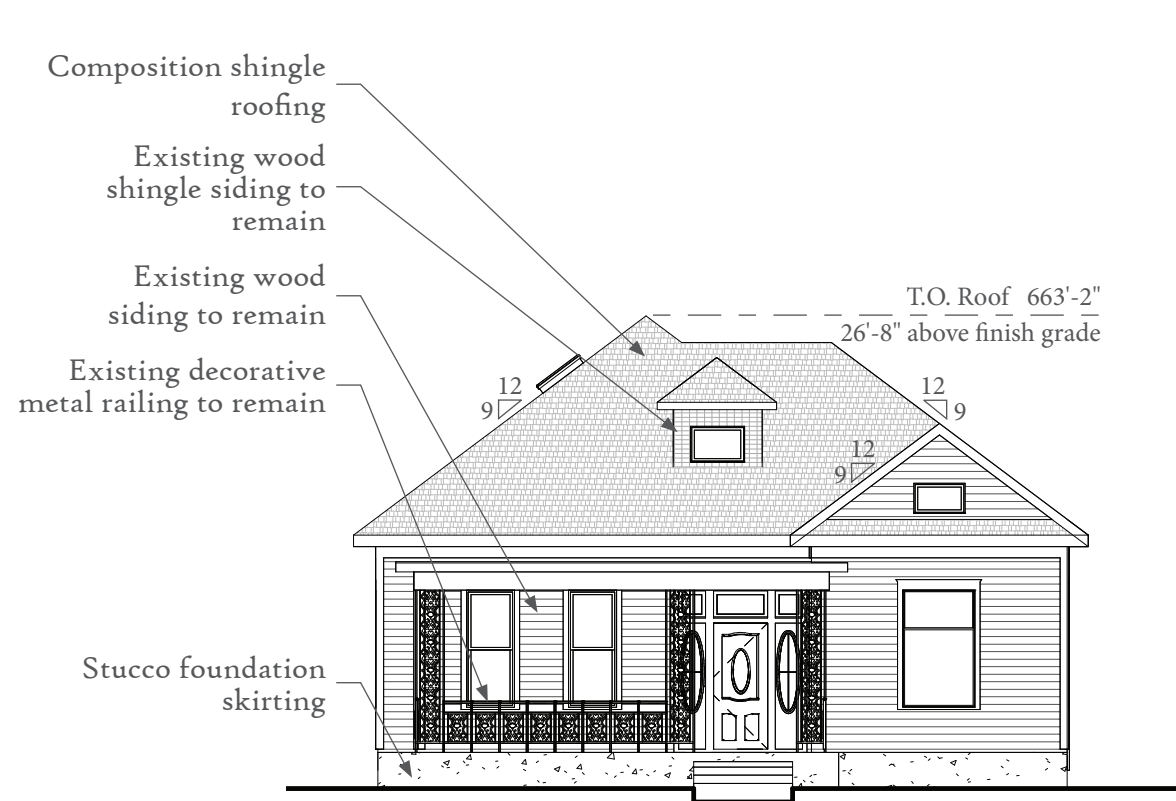 Composition shingle
roofing
Existing wood
shingle siding to
remain
Existing wood
siding to remain
Existing decorative
metal railing to remain
Stucco foundation
skirting
T.O. Roof 663'-2"
26'-8" above finish grade
12
9
12
9
12
9